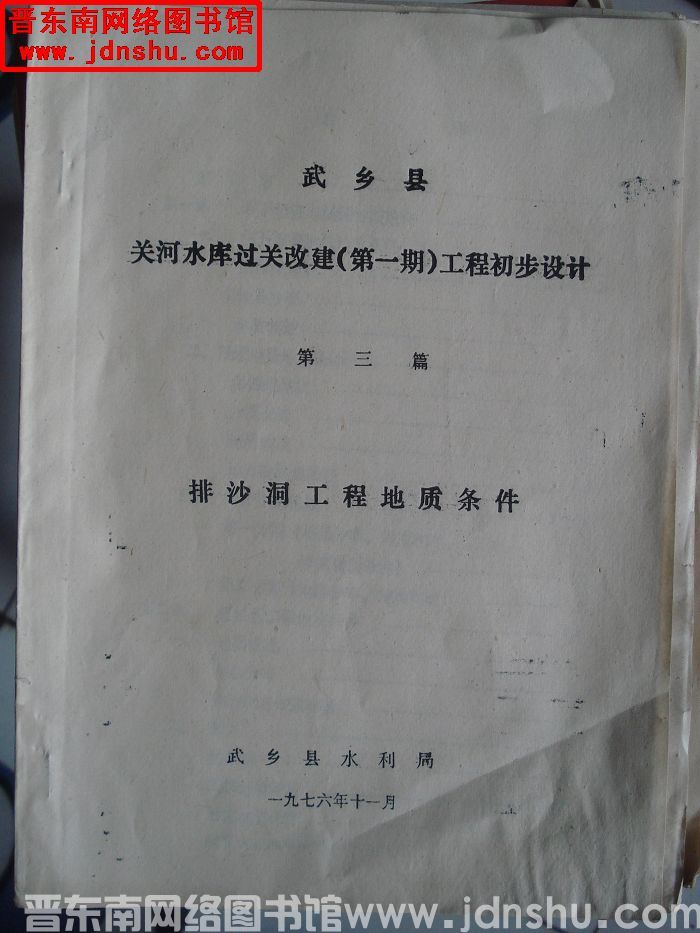 晋东南网络图书馆
www.jdnshu.com
武乡县
关河水库过关改建(第一期)工程初步设计
第三篇
排沙洞工程地质条件
武乡县水利局
一九七六年十一月
晋东南网络图书馆www.jdnshu.com